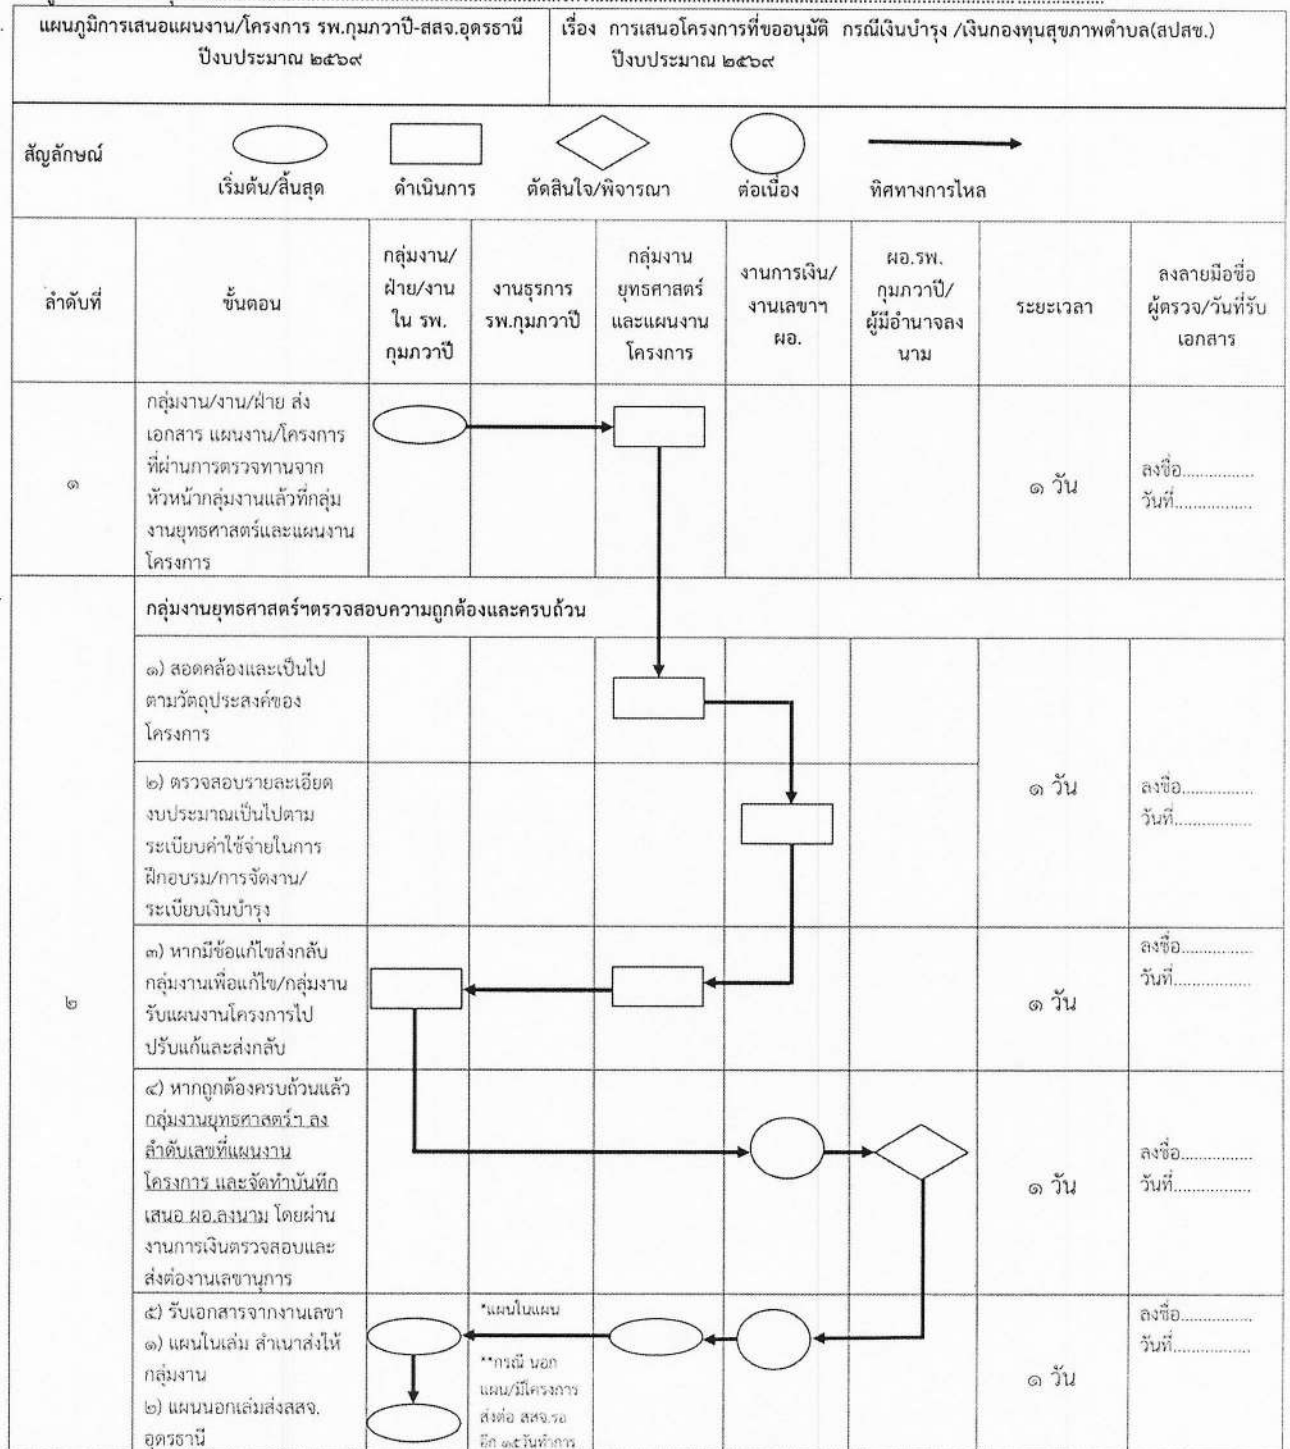 แผนภูมิการเสนอแผนงาน/โครงการ รพ.กุมภวาปี-สสจ.อุดรธานี
ปีงบประมาณ ๒๕๖๙
เรื่อง การเสนอโครงการที่ขออนุมัติ กรณีเงินบำรุง /เงินกองทุนสุขภาพตำบล(สปสช.)
ปีงบประมาณ ๒๕๖๙
สัญลักษณ์
เริ่มต้น/สิ้นสุด
ดำเนินการ
ตัดสินใจ/พิจารณา
ต่อเนื่อง
ทิศทางการไหล
ลำดับที่
ขั้นตอน
กลุ่มงาน/
ฝ่าย/งาน
ใน รพ.
กุมภวาปี
งานธุรการ
รพ.กุมภวาปี
กลุ่มงาน
ยุทธศาสตร์
และแผนงาน
โครงการ
งานการเงิน/
งานเลขาฯ
ผอ.
ผอ.รพ.
กุมภวาปี/
ผู้มีอำนาจลง
นาม
ระยะเวลา
ลงลายมือชื่อ
ผู้ตรวจ/วันที่รับ
เอกสาร
๑
กลุ่มงาน/งาน/ฝ่าย ส่ง
เอกสาร แผนงาน/โครงการ
ที่ผ่านการตรวจทานจาก
หัวหน้ากลุ่มงานแล้วที่กลุ่ม
งานยุทธศาสตร์และแผนงาน
โครงการ
๑ วัน
ลงชื่อ...............
วันที่.................
๒
กลุ่มงานยุทธศาสตร์ฯตรวจสอบความถูกต้องและครบถ้วน
๑) สอดคล้องและเป็นไป
ตามวัตถุประสงค์ของ
โครงการ
๒) ตรวจสอบรายละเอียด
งบประมาณเป็นไปตาม
ระเบียบค่าใช้จ่ายในการ
ฝึกอบรม/การจัดงาน/
ระเบียบเงินบำรุง
๑ วัน
ลงชื่อ...............
วันที่.................
๓) หากมีข้อแก้ไขส่งกลับ
กลุ่มงานเพื่อแก้ไข/กลุ่มงาน
รับแผนงานโครงการไป
ปรับแก้และส่งกลับ
๑ วัน
ลงชื่อ...............
วันที่.................
๔) หากถูกต้องครบถ้วนแล้ว
กลุ่มงานยุทธศาสตร์ฯ ลง
ลำดับเลขที่แผนงาน
โครงการ และจัดทำบันทึก
เสนอ ผอ.ลงนาม โดยผ่าน
งานการเงินตรวจสอบและ
ส่งต่องานเลขานุการ
๑ วัน
ลงชื่อ...............
วันที่.................
๕) รับเอกสารจากงานเลขา
๑) แผนในเล่ม สำเนาส่งให้
กลุ่มงาน
๒) แผนนอกเล่มส่งสสจ.
อุดรธานี
*แผนในแผน
**กรณี นอก
แผน/มีโครงการ
ส่งต่อ สสจ.รอ
อีก ๑๕วันทำการ
๑ วัน
ลงชื่อ...............
วันที่.................